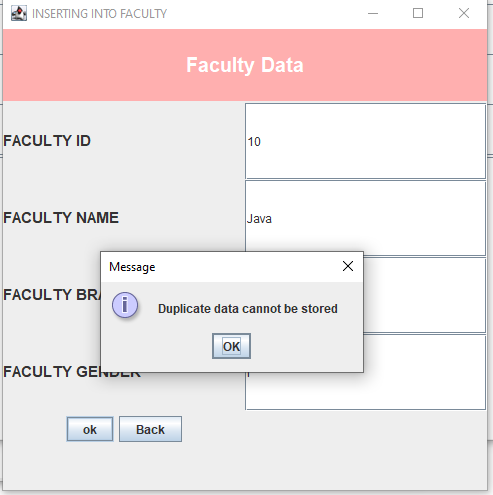 INSERTING INTO FACULTY
Faculty Data
FACULTY ID
10
FACULTY NAME
Java
Message
FACULTY BRA
Duplicate data cannot be stored
OK
FACULTY GENDER
ok
Back